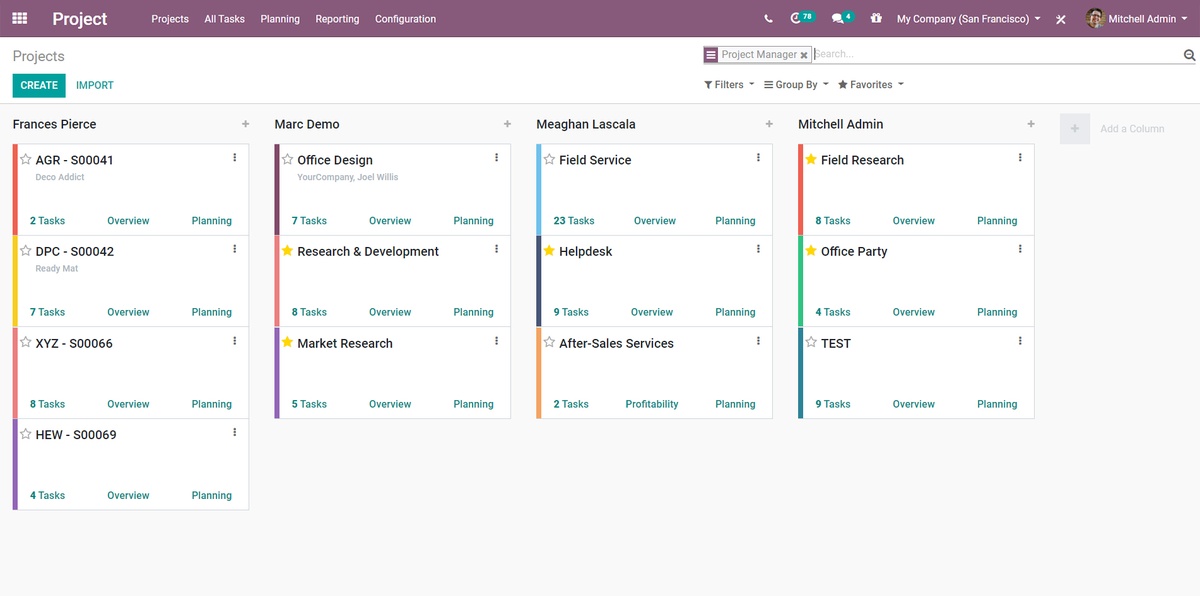 Project Projects All Tasks Planning Reporting Configuration 78 4 My Company (San Francisco) Mitchell Admin
Projects
Project Manager Search...
CREATE IMPORT
Filters Group By Favorites
Frances Pierce
AGR - S00041
Deco Addict
2 Tasks Overview Planning
DPC - S00042
Ready Mat
7 Tasks Overview Planning
XYZ - S00066
8 Tasks Overview Planning
HEW - S00069
4 Tasks Overview Planning
Marc Demo
Office Design
YourCompany, Joel Willis
7 Tasks Overview Planning
Research & Development
8 Tasks Overview Planning
Market Research
5 Tasks Overview Planning
Meaghan Lascala
Field Service
23 Tasks Overview Planning
Helpdesk
9 Tasks Overview Planning
After-Sales Services
2 Tasks Profitability Planning
Mitchell Admin
Field Research
8 Tasks Overview Planning
Office Party
4 Tasks Overview Planning
TEST
9 Tasks Overview Planning
Add a Column